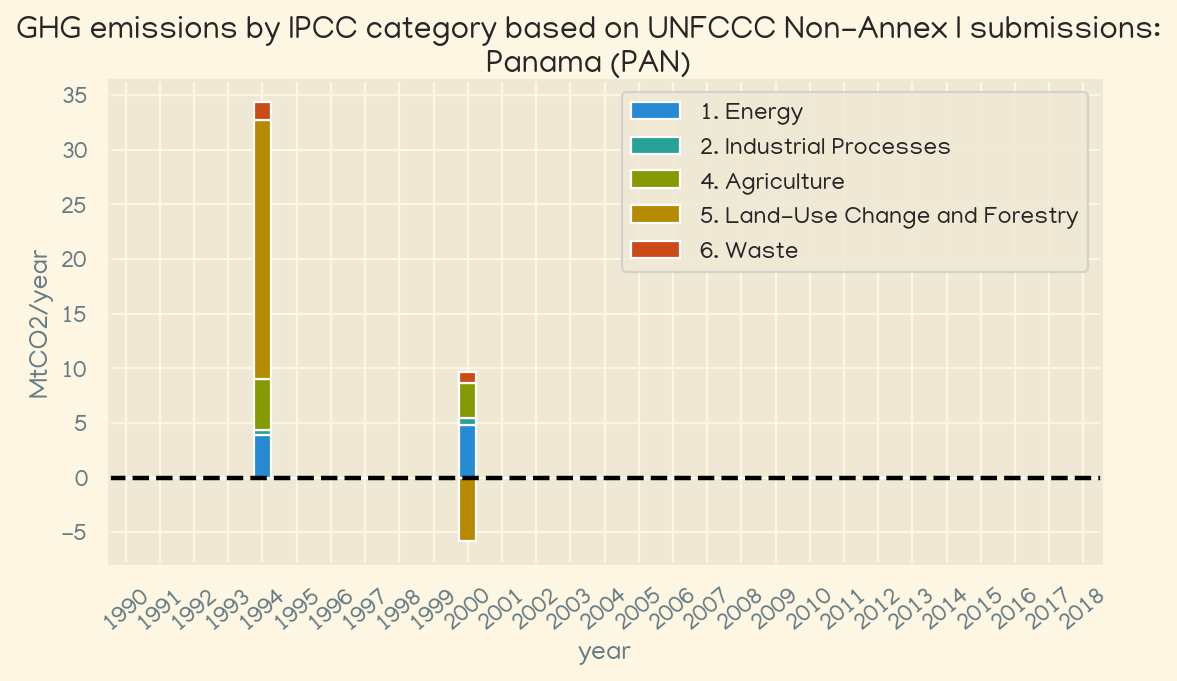 GHG emissions by IPCC category based on UNFCCC Non-Annex I submissions:
Panama (PAN)
35
30
25
20
15
10
5
0
-5
MtCO2/year
1. Energy
2. Industrial Processes
4. Agriculture
5. Land-Use Change and Forestry
6. Waste
1990 1991 1992 1993 1994 1995 1996 1997 1998 1999 2000 2001 2002 2003 2004 2005 2006 2007 2008 2009 2010 2011 2012 2013 2014 2015 2016 2017 2018
year